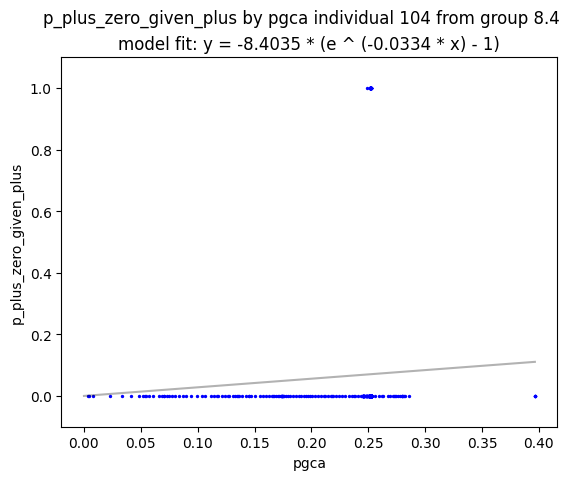 p_plus_zero_given_plus by pgca individual 104 from group 8.4
model fit: y = -8.4035 * (e ^ (-0.0334 * x) - 1)
1.0
0.8
0.6
0.4
0.2
0.0
p_plus_zero_given_plus
0.00 0.05 0.10 0.15 0.20 0.25 0.30 0.35 0.40
pgca